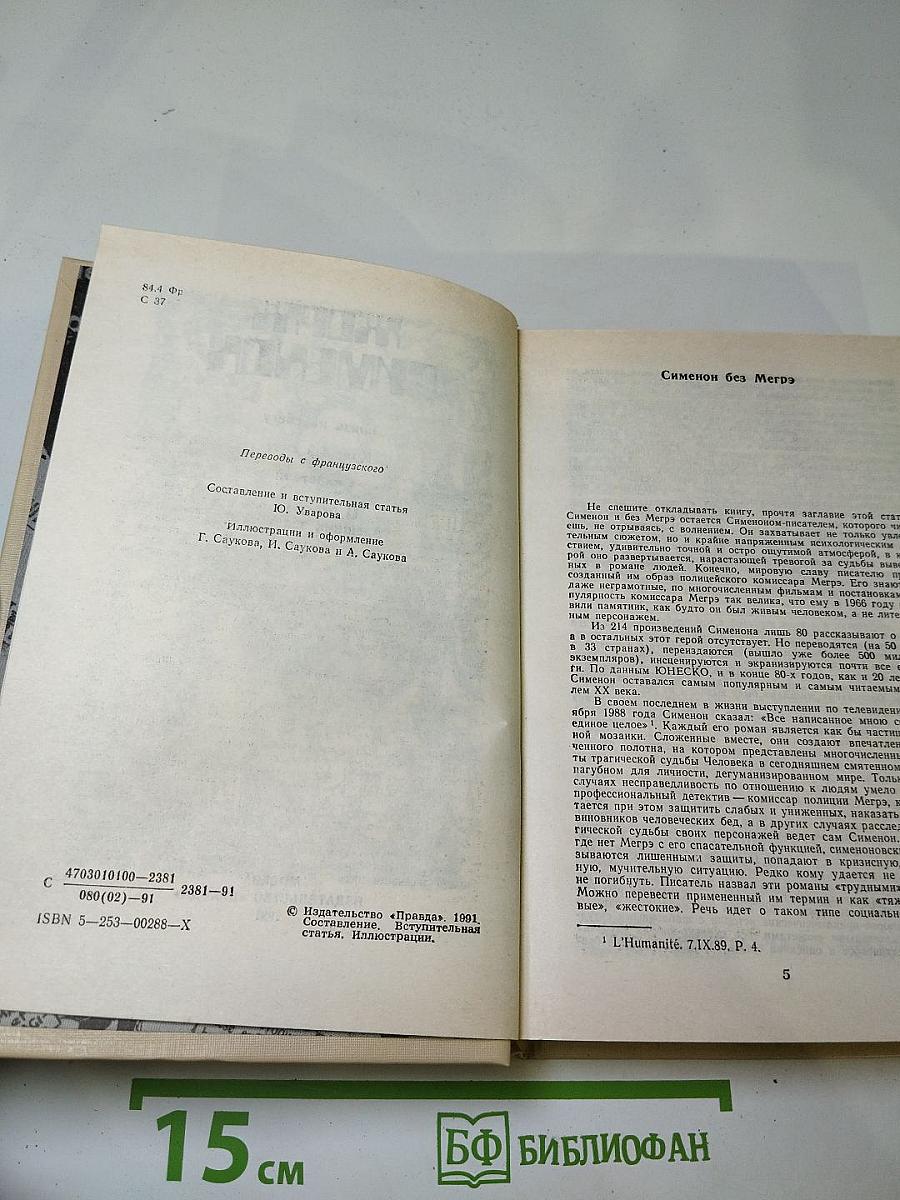 84.4 Фр
С 37
Переводы с французского
Составление и вступительная статья
Ю. Уварова
Иллюстрации и оформление
Г. Саукова, И. Саукова и А. Саукова
С 4703010100—2381
080(02)—91 2381—91
ISBN 5—253—00288—X
© Издательство «Правда». 1991.
Составление. Вступительная
статья. Иллюстрации.
Сименон без Мегрэ
Не спешите откладывать книгу, прочтя заглавие этой стат
Сименон и без Мегрэ остается Сименоном-писателем, которого чи
ешь, не отрываясь, с волнением. Он захватывает не только увле
тельным сюжетом, но и крайне напряженным психологическим
ствием, удивительно точной и остро ощутимой атмосферой, в к
рой оно развертывается, нарастающей тревогой за судьбы выве
ных в романе людей. Конечно, мировую славу писателю пр
созданный им образ полицейского комиссара Мегрэ. Его знают
даже неграмотные, по многочисленным фильмам и постановкам
пулярность комиссара Мегрэ так велика, что ему в 1966 году
вили памятник, как будто он был живым человеком, а не лите
ным персонажем.
Из 214 произведений Сименона лишь 80 рассказывают о
а в остальных этот герой отсутствует. Но переводятся (на 50
в 33 странах), переиздаются (вышло уже более 500 мил
экземпляров), инсценируются и экранизируются почти все е
ги. По данным ЮНЕСКО, и в конце 80-х годов, как и 20 ле
Сименон оставался самым популярным и самым читаемым
лем XX века.
В своем последнем в жизни выступлении по телевидени
ября 1988 года Сименон сказал: «Все написанное мною с
единое целое» ¹. Каждый его роман является как бы частиц
ной мозаики. Сложенные вместе, они создают впечатлен
ченного полотна, на котором представлены многочисленны
ты трагической судьбы Человека в сегодняшнем смятенном
пагубном для личности, дегуманизированном мире. Тольк
случаях несправедливость по отношению к людям умело
профессиональный детектив — комиссар полиции Мегрэ, к
тается при этом защитить слабых и униженных, наказать
виновников человеческих бед, а в других случаях расслед
гической судьбы своих персонажей ведет сам Сименон.
где нет Мегрэ с его спасательной функцией, сименоновск
зываются лишенными защиты, попадают в кризисную,
ную, мучительную ситуацию. Редко кому удается не
не погибнуть. Писатель назвал эти романы «трудными»
Можно перевести примененный им термин и как «тяж
вые», «жестокие». Речь идет о таком типе социальн
¹ L'Humanité. 7.IX.89. P. 4.
5
15 см
БФ БИБЛИОФАН